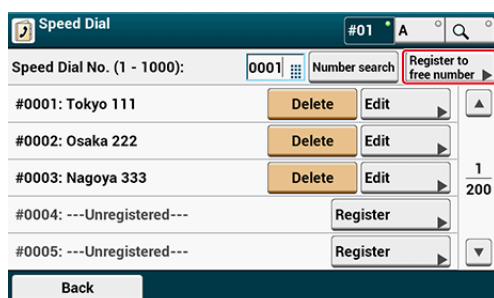 Speed Dial
#01
A
Speed Dial No. (1 - 1000):
0001
Number search
Register to
free number
#0001: Tokyo 111
Delete
Edit
#0002: Osaka 222
Delete
Edit
#0003: Nagoya 333
Delete
Edit
1
200
#0004: ---Unregistered---
Register
#0005: ---Unregistered---
Register
Back